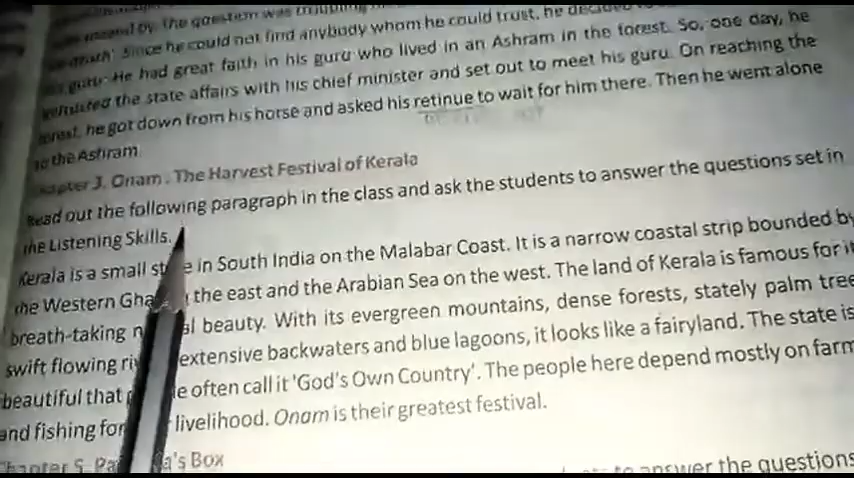 by the question was
truth'. Since he could not find anybody whom he could trust, he decided
guru. He had great faith in his guru who lived in an Ashram in the forest. So, one day, he
the state affairs with his chief minister and set out to meet his guru. On reaching the
forest, he got down from his horse and asked his retinue to wait for him there. Then he went alone
to the Ashram.
Chapter 3. Onam : The Harvest Festival of Kerala
Read out the following paragraph in the class and ask the students to answer the questions set in
the Listening Skills.
Kerala is a small in South India on the Malabar Coast. It is a narrow coastal strip bounded by
the Western the east and the Arabian Sea on the west. The land of Kerala is famous for
breath-taking beauty. With its evergreen mountains, dense forests, stately palm
swift flowing extensive backwaters and blue lagoons, it looks like a fairyland. The state is
beautiful that often call it 'God's Own Country'. The people here depend mostly on
and fishing for livelihood. Onam is their greatest festival.
Chapter 5. Box
to answer the questions